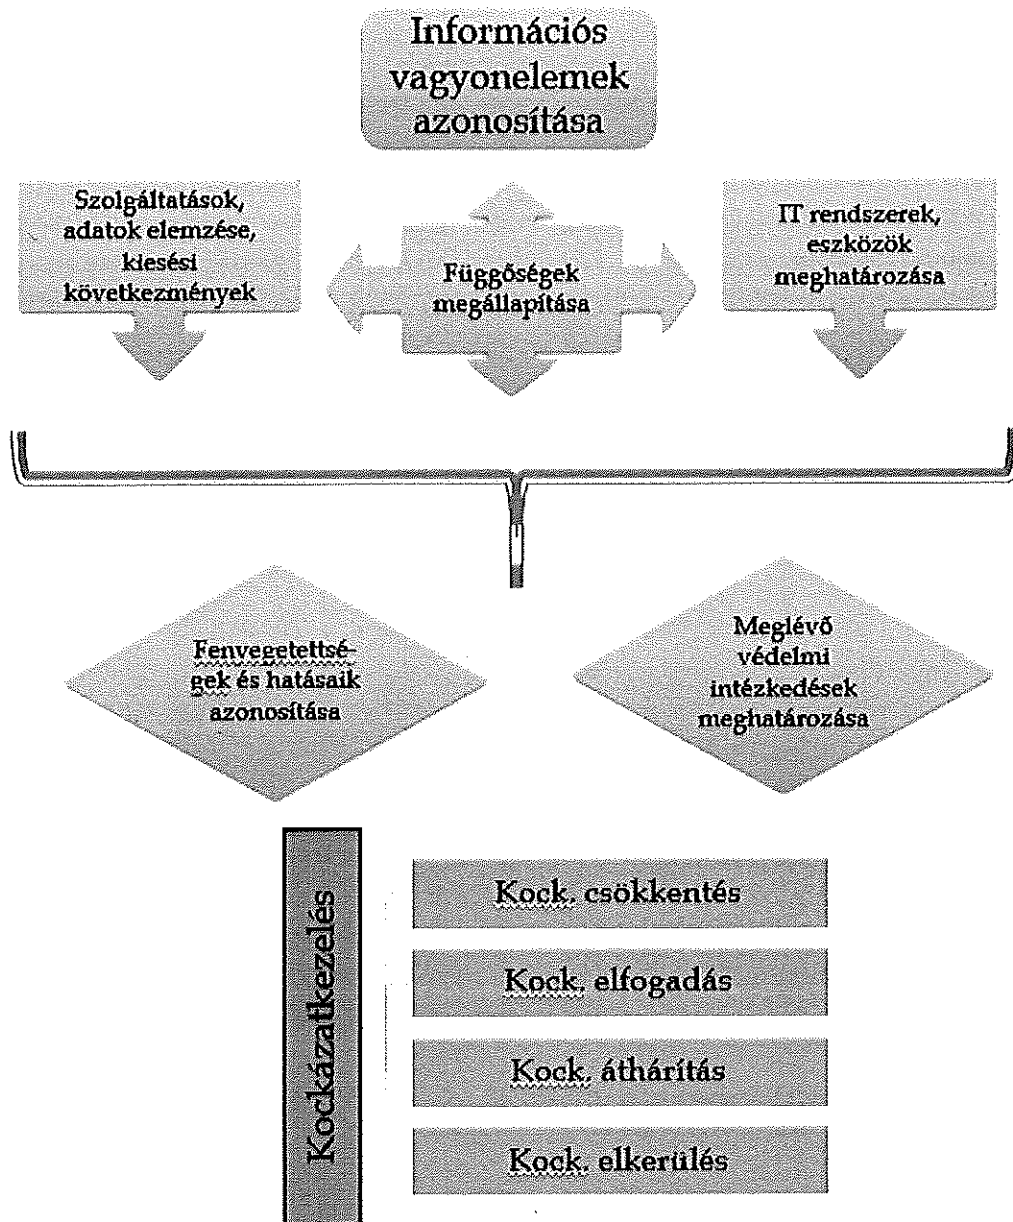 Információs
vagyonelemek
azonosítása
Szolgáltatások,
adatok elemzése,
kiesési
következmények
Függőségek
megállapítása
IT rendszerek,
eszközök
meghatározása
Fenvegetettsé-
gek és hatásaik
azonosítása
Meglévő
védelmi
intézkedések
meghatározása
Kockázatkezelés
Kock. csökkentés
Kock. elfogadás
Kock. áthárítás
Kock. elkerülés